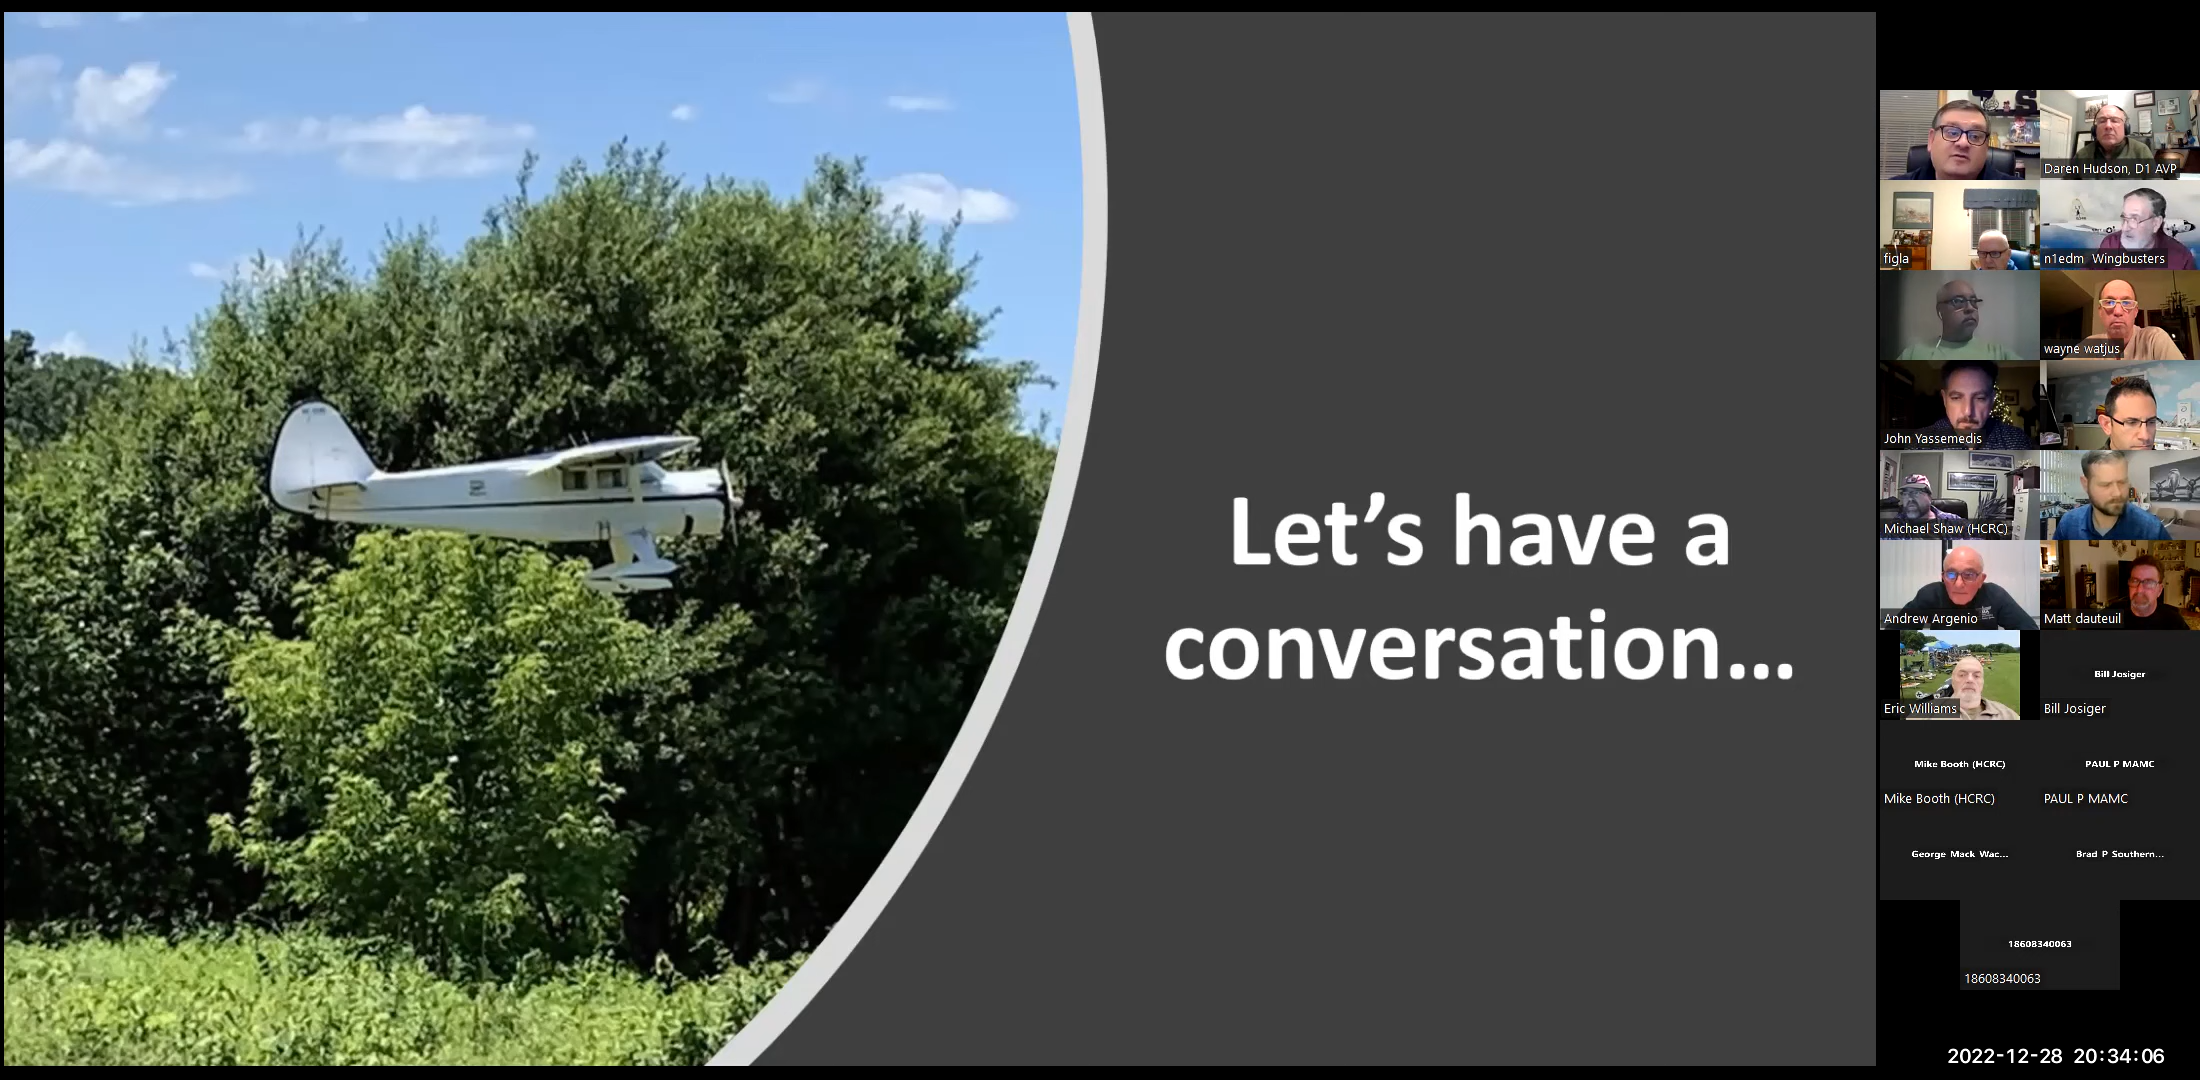 Let's have a
conversation...
Daren Hudson, D1 AVP
figla
n1edm Wingbusters
wayne watjus
John Yassemedis
Michael Shaw (HCRC)
Andrew Argenio
Matt dauteuil
Eric Williams
Bill Josiger
Bill Josiger
Mike Booth (HCRC)
Mike Booth (HCRC)
PAUL P MAMC
PAUL P MAMC
George Mack Wac...
Brad P Southern...
18608340063
18608340063
2022-12-28 20:34:06